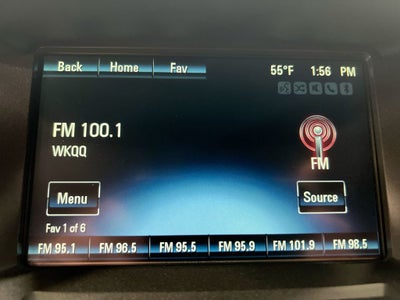 Back Home Fav 55°F 1:56 PM
FM 100.1
WKQQ
FM
Menu Source
Fav 1 of 6
FM 95.1 FM 96.5 FM 95.5 FM 95.9 FM 101.9 FM 98.5